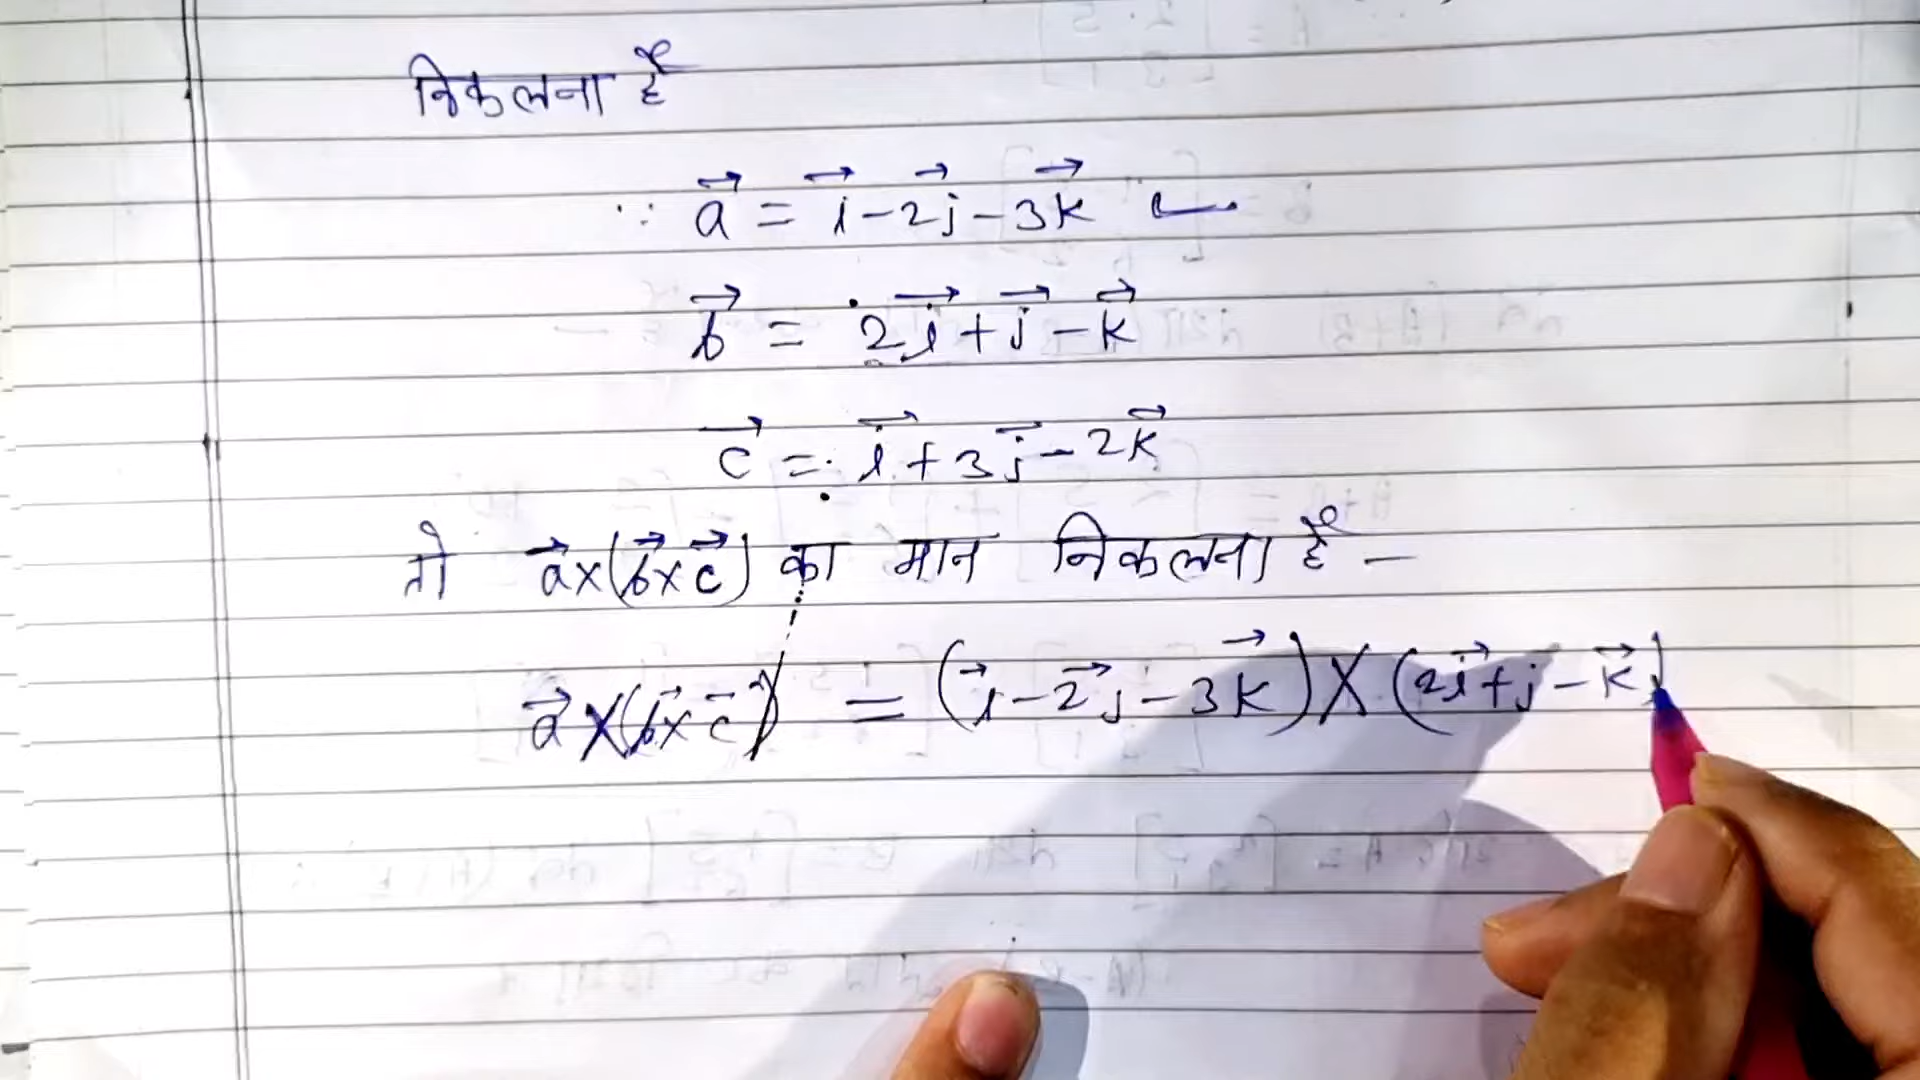 निकलना है
∵ a⃗ = i⃗ - 2j⃗ - 3k⃗
b⃗ = 2i⃗ + j⃗ - k⃗
c⃗ = i⃗ + 3j⃗ - 2k⃗
तो a⃗×(b⃗×c⃗) का मान निकलना है —
a⃗×(b⃗×c⃗) = (i⃗ - 2j⃗ - 3k⃗)×(2i⃗+j-k⃗)